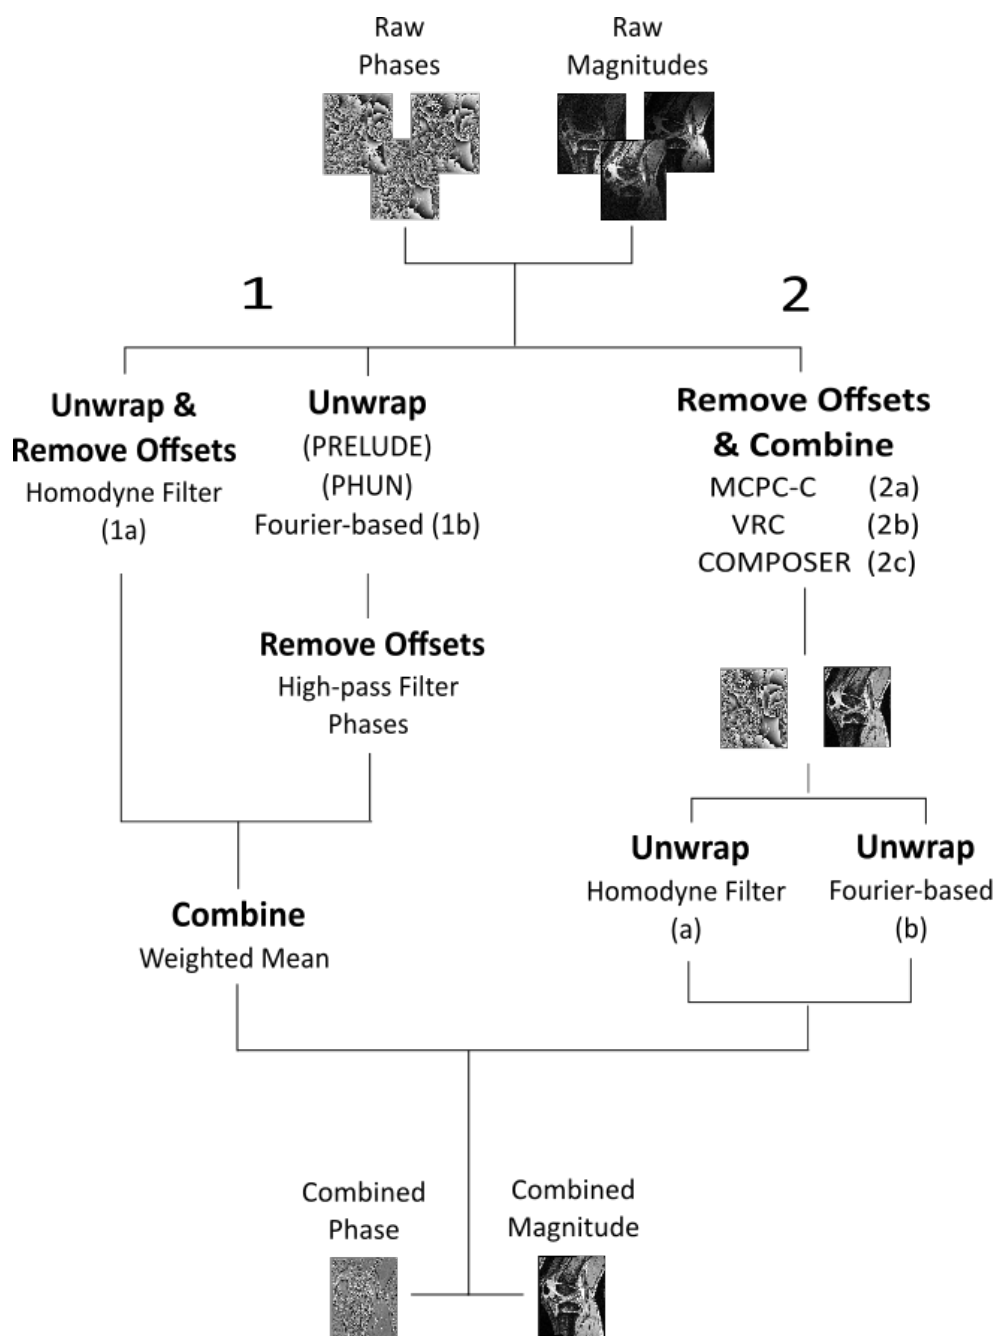 Raw
Phases
Raw
Magnitudes
1
2
Unwrap &
Remove Offsets
Homodyne Filter
(1a)
Unwrap
(PRELUDE)
(PHUN)
Fourier-based (1b)
Remove Offsets
High-pass Filter
Phases
Remove Offsets
& Combine
MCPC-C (2a)
VRC (2b)
COMPOSER (2c)
Combine
Weighted Mean
Unwrap
Homodyne Filter
(a)
Unwrap
Fourier-based
(b)
Combined
Phase
Combined
Magnitude